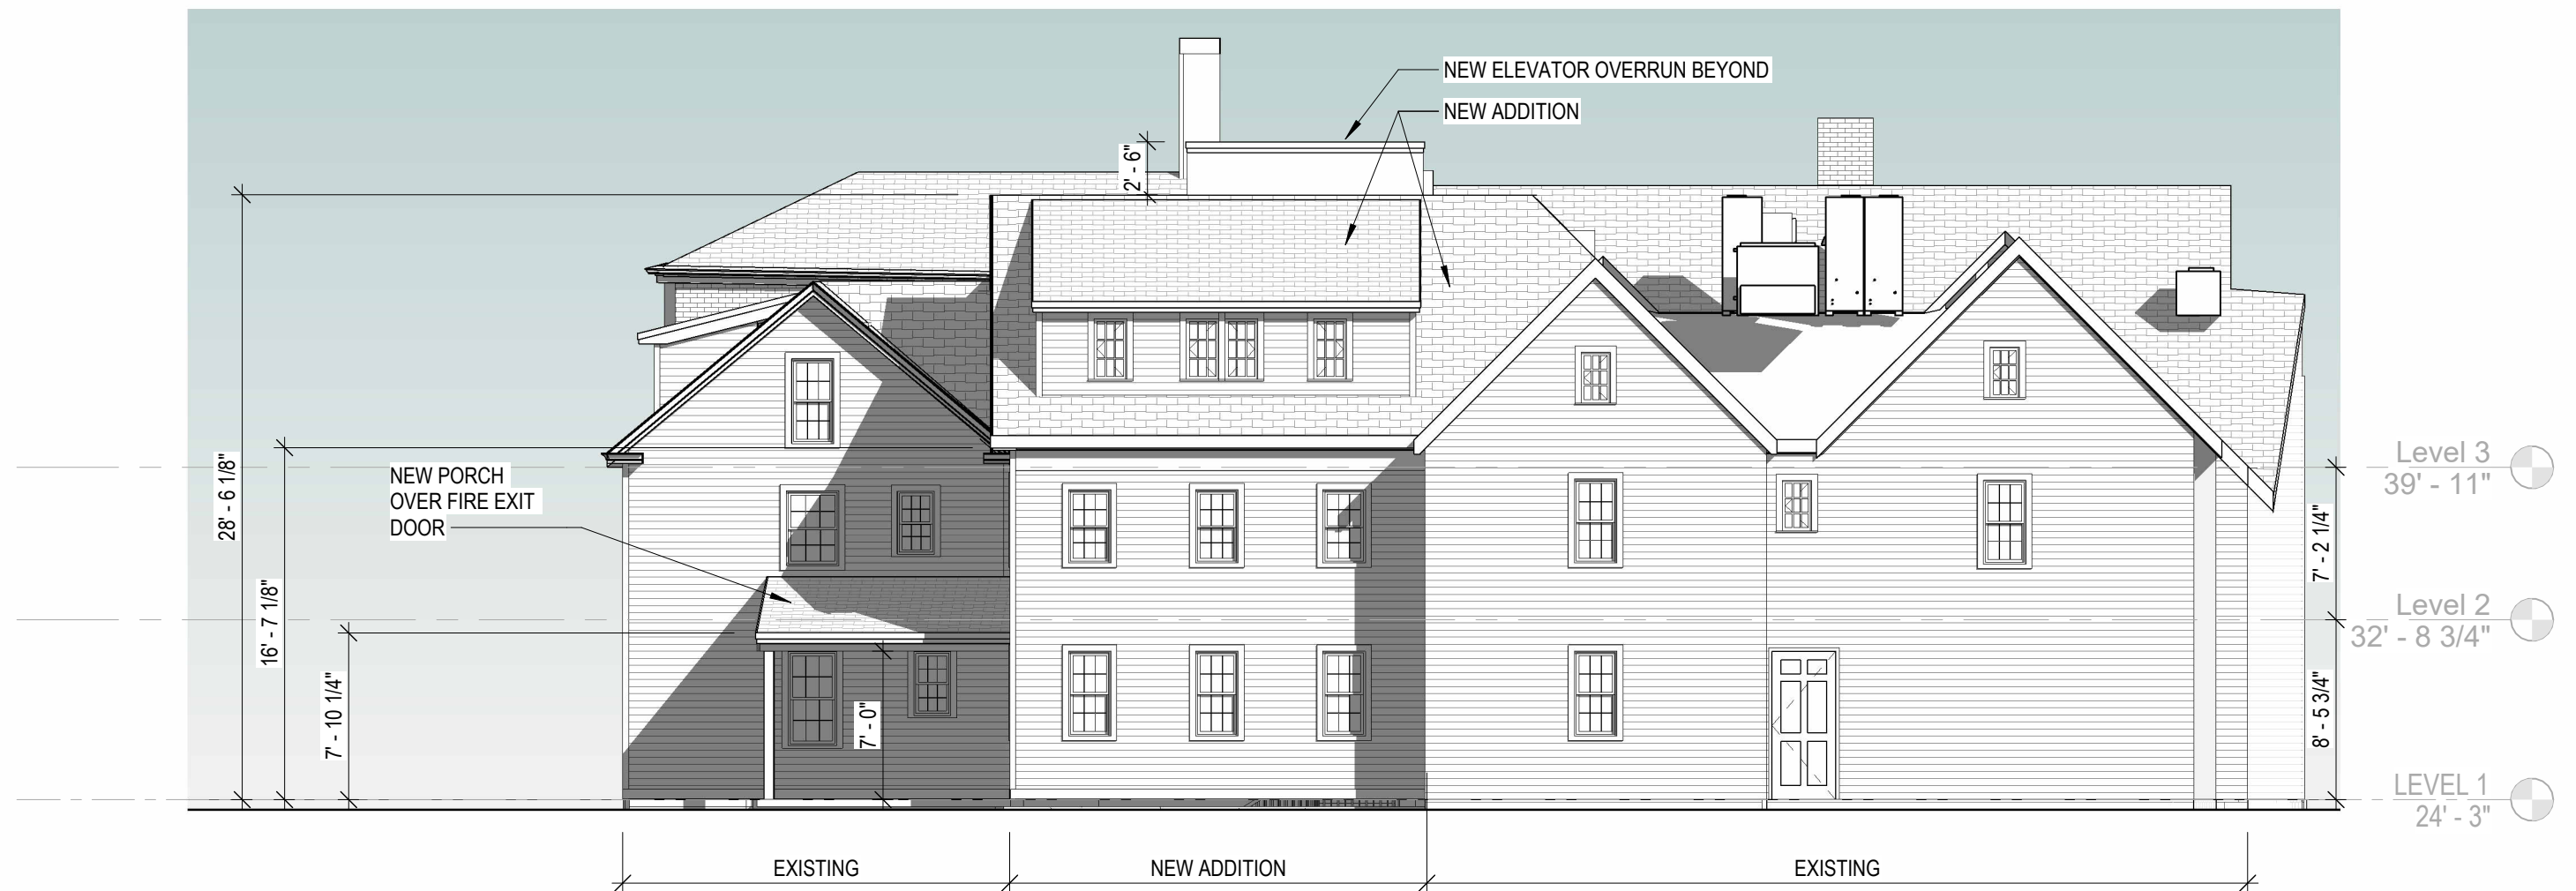 NEW ELEVATOR OVERRUN BEYOND
NEW ADDITION
2' - 6"
28' - 6 1/8"
16' - 7 1/8"
7' - 10 1/4"
NEW PORCH
OVER FIRE EXIT
DOOR
7' - 0"
Level 3
39' - 11"
7' - 2 1/4"
Level 2
32' - 8 3/4"
8' - 5 3/4"
LEVEL 1
24' - 3"
EXISTING
NEW ADDITION
EXISTING